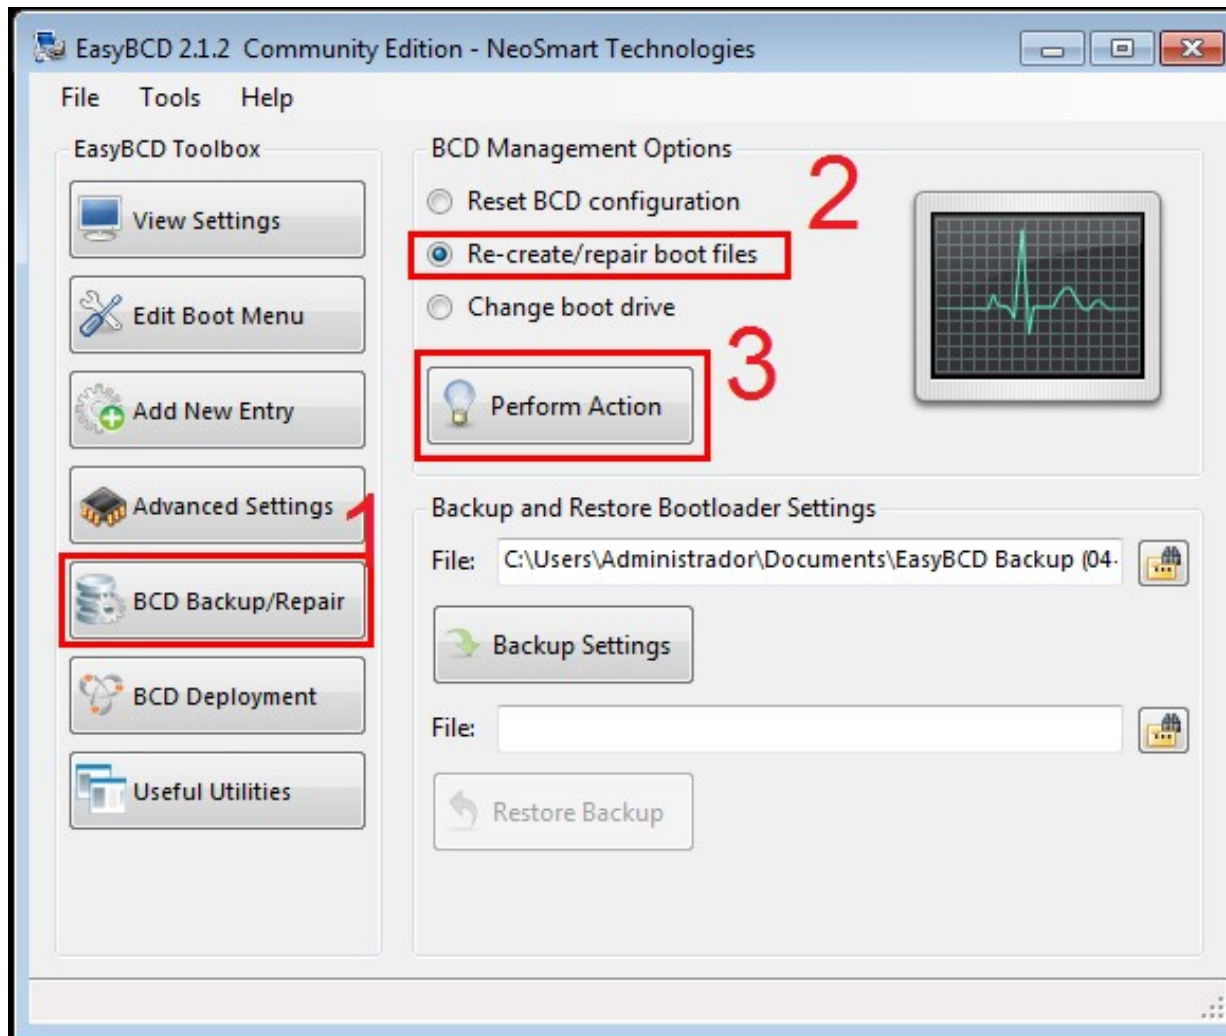 EasyBCD 2.1.2 Community Edition - NeoSmart Technologies
File Tools Help
EasyBCD Toolbox
View Settings
Edit Boot Menu
Add New Entry
Advanced Settings
1
BCD Backup/Repair
BCD Deployment
Useful Utilities
BCD Management Options
2
Reset BCD configuration
Re-create/repair boot files
Change boot drive
3
Perform Action
Backup and Restore Bootloader Settings
File: C:\Users\Administrador\Documents\EasyBCD Backup (04-
Backup Settings
File:
Restore Backup